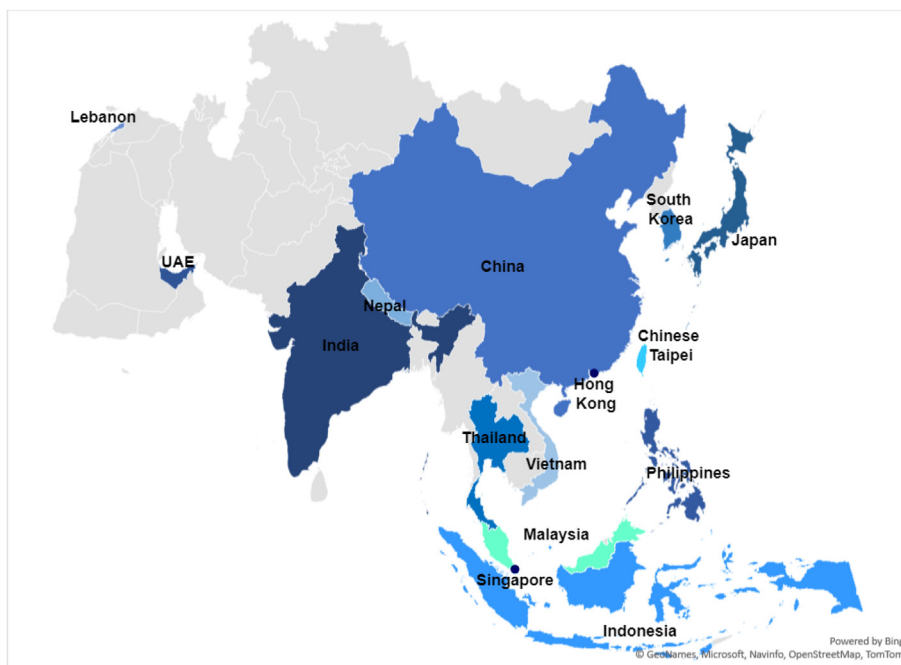 Lebanon
South
Korea
Japan
UAE
China
Nepal
India
Chinese
Taipei
Hong
Kong
Thailand
Vietnam
Philippines
Malaysia
Singapore
Indonesia
Powered by Bing
© GeoNames, Microsoft, Navinfo, OpenStreetMap, TomTom